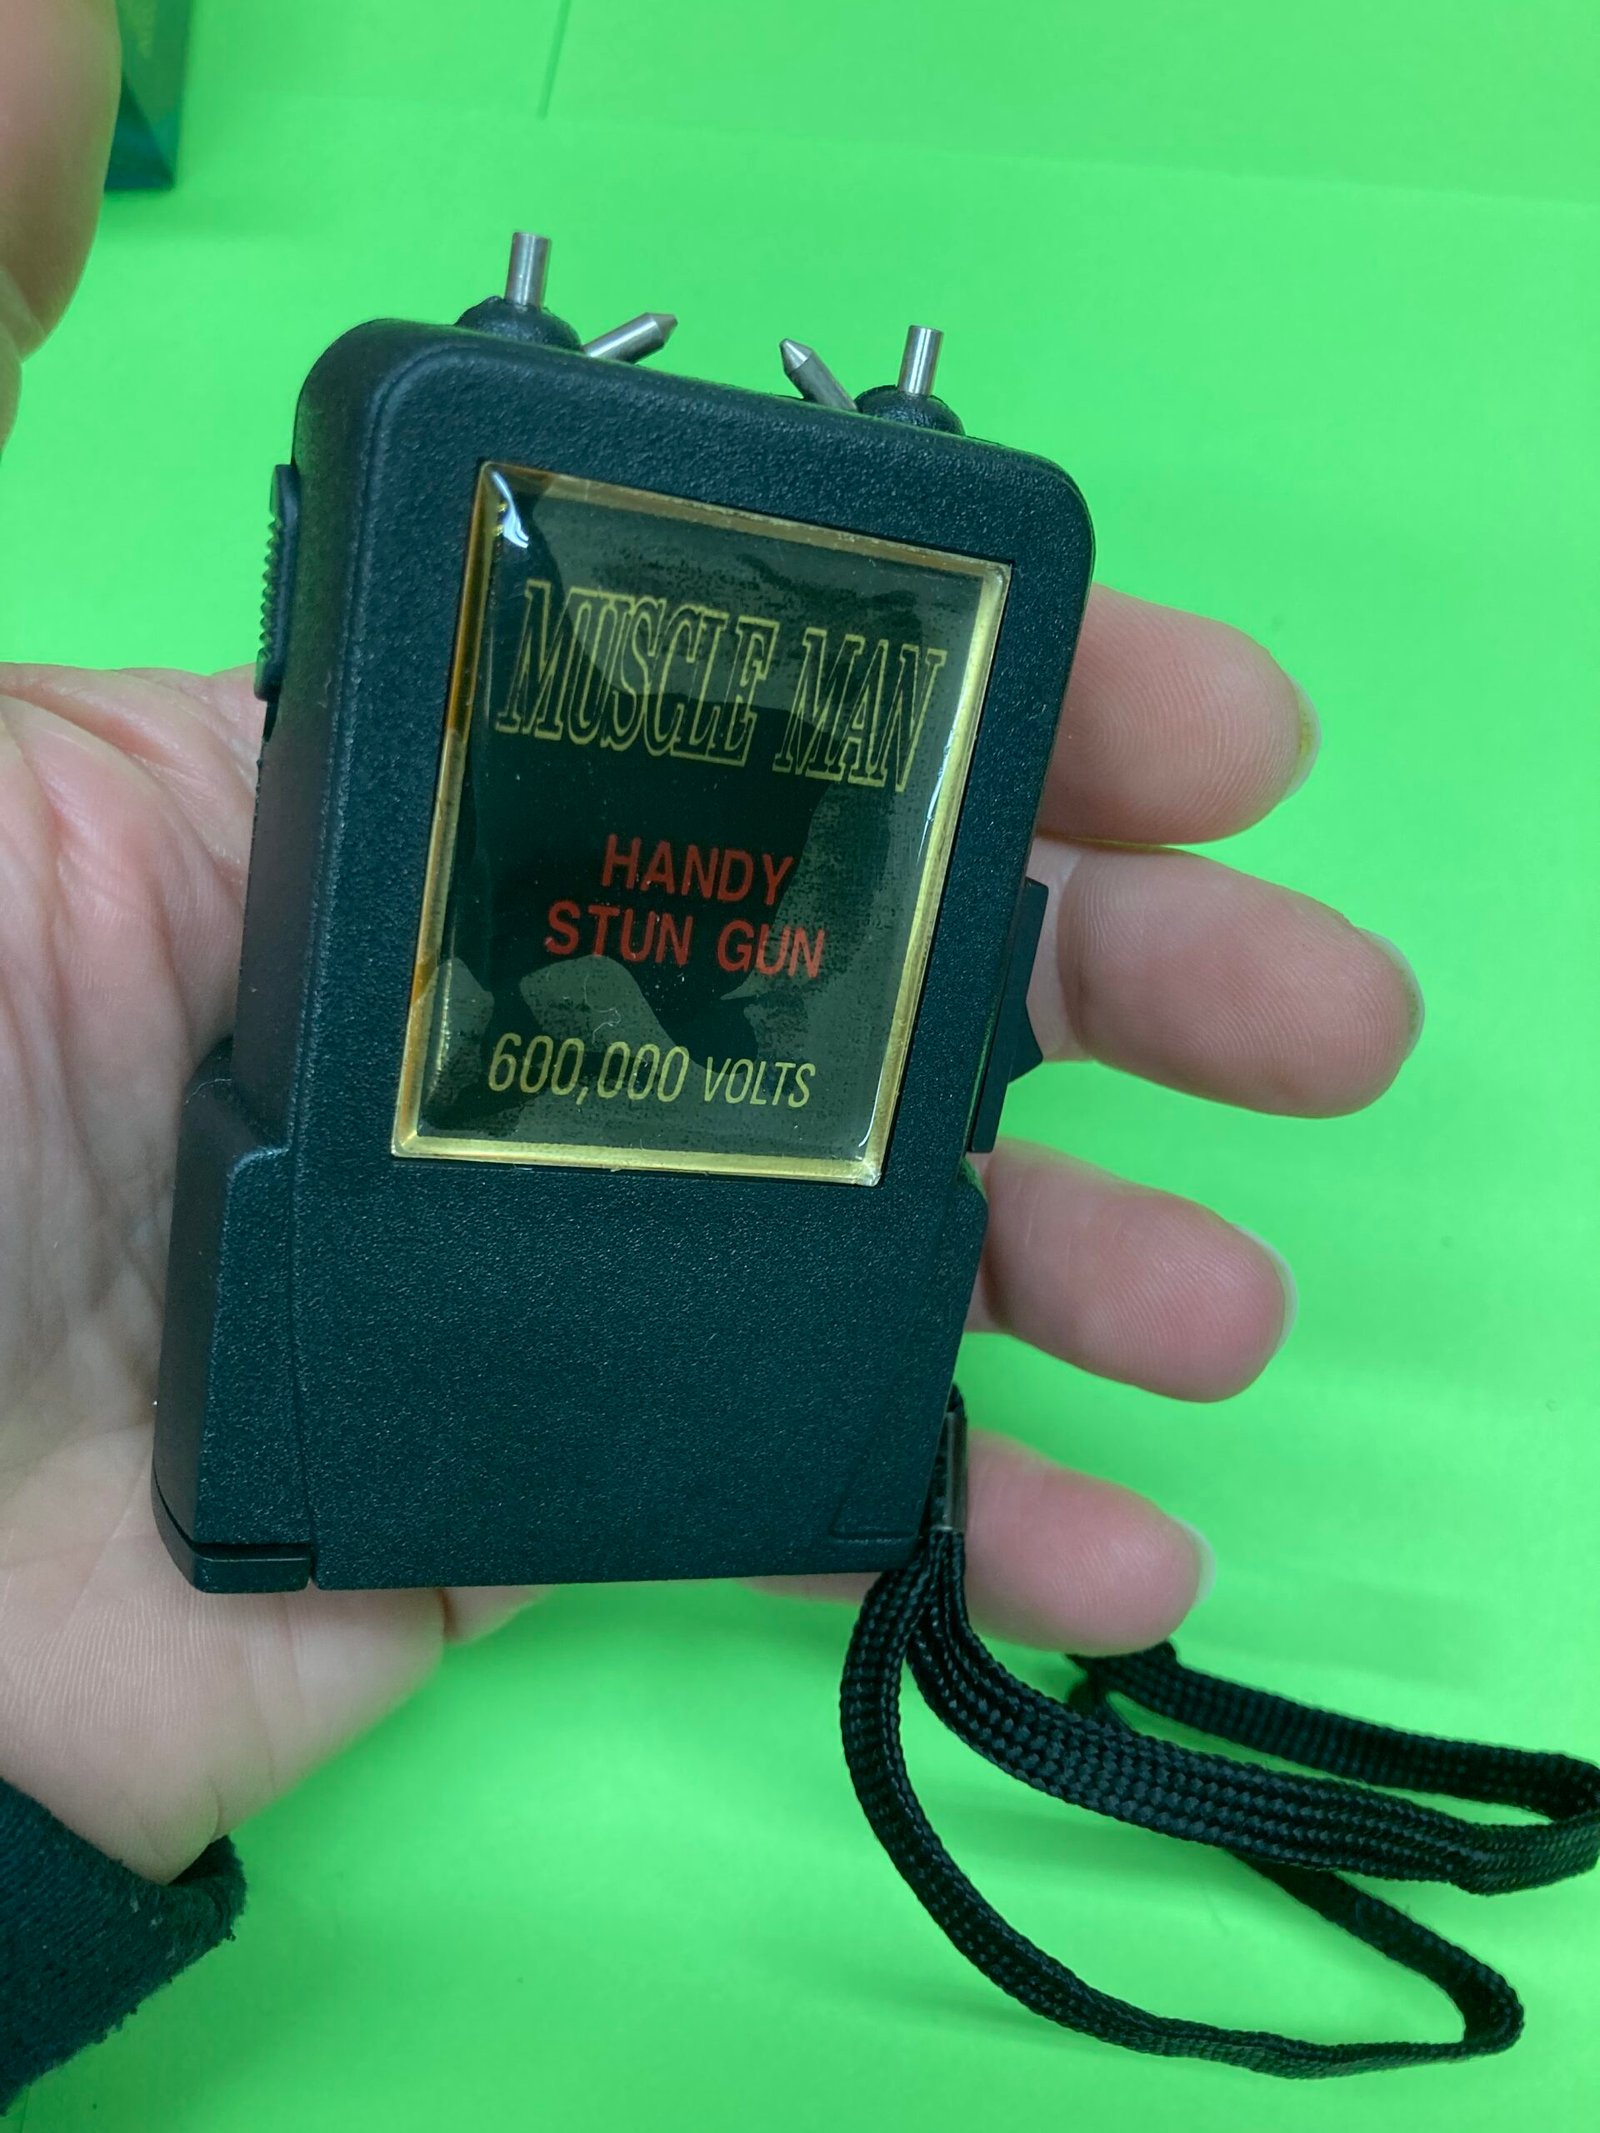 MUSCLE MAN
HANDY
STUN GUN
600,000 VOLTS